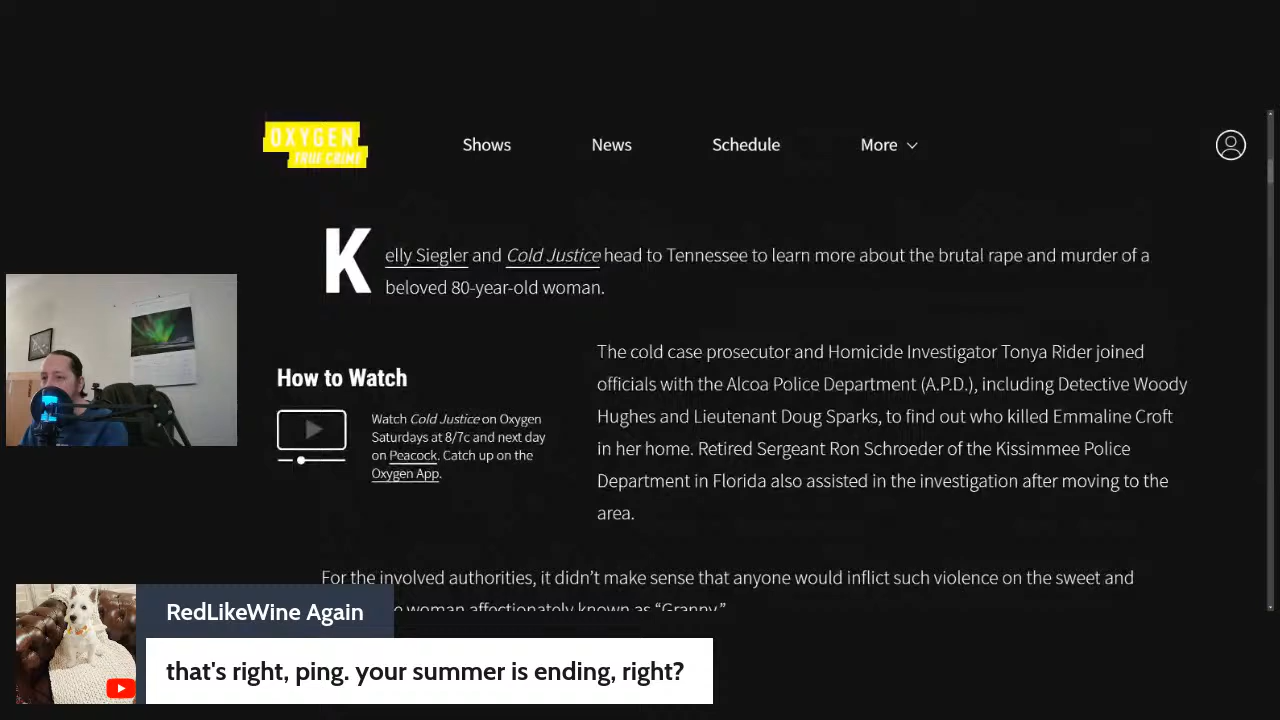 OXYGEN
TRUE CRIME
Shows
News
Schedule
More
Kelly Siegler and Cold Justice head to Tennessee to learn more about the brutal rape and murder of a
beloved 80-year-old woman.
How to Watch
Watch Cold Justice on Oxygen
Saturdays at 8/7c and next day
on Peacock. Catch up on the
Oxygen App.
The cold case prosecutor and Homicide Investigator Tonya Rider joined
officials with the Alcoa Police Department (A.P.D.), including Detective Woody
Hughes and Lieutenant Doug Sparks, to find out who killed Emmaline Croft
in her home. Retired Sergeant Ron Schroeder of the Kissimmee Police
Department in Florida also assisted in the investigation after moving to the
area.
For the involved authorities, it didn't make sense that anyone would inflict such violence on the sweet and
woman affectionately known as “Granny.”
RedLikeWine Again
that's right, ping. your summer is ending, right?